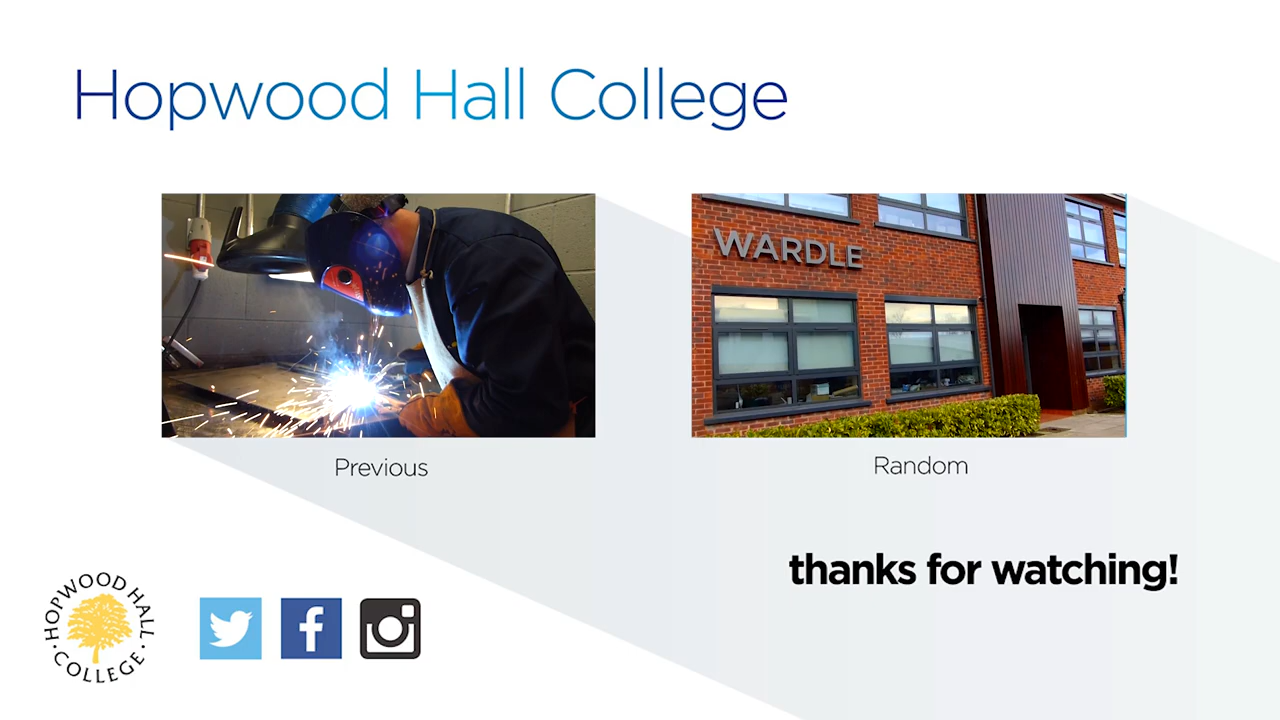 Hopwood Hall College
WARDLE
Previous
Random
thanks for watching!
HOPWOOD HALL
· COLLEGE ·